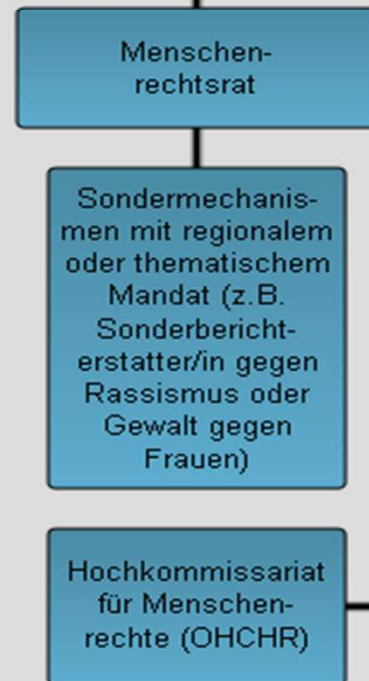 Menschen-
rechtsrat
Sondermechanis-
men mit regionalem
oder thematischem
Mandat (z.B.
Sonderbericht-
erstatter/in gegen
Rassismus oder
Gewalt gegen
Frauen)
Hochkommissariat
für Menschen-
rechte (OHCHR)